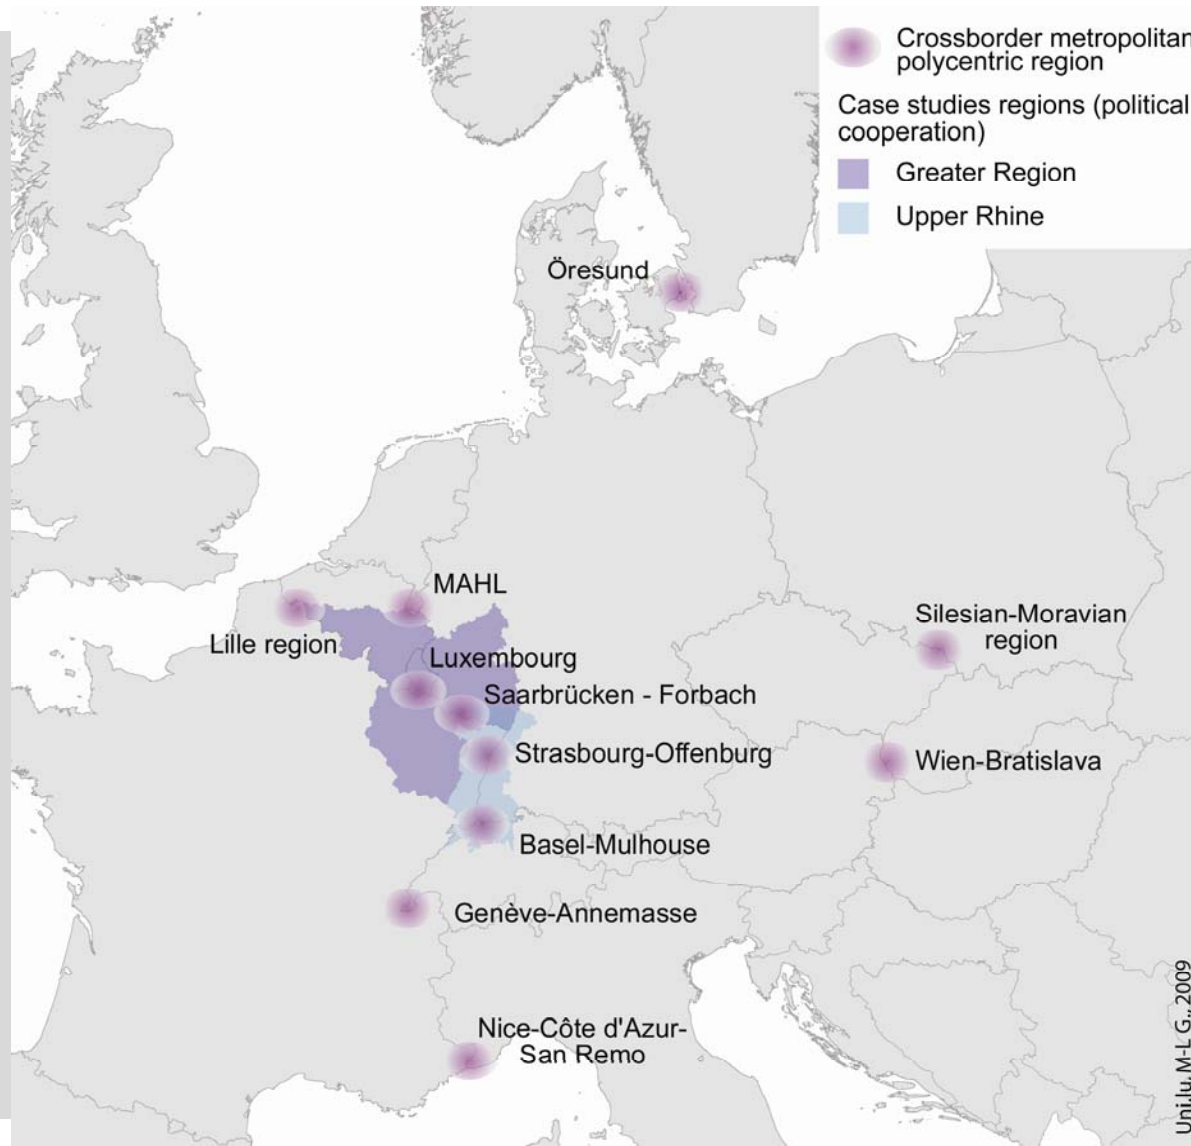 Crossborder metropolitan
polycentric region
Case studies regions (political
cooperation)
Greater Region
Upper Rhine
Öresund
MAHL
Lille region
Luxembourg
Saarbrücken - Forbach
Strasbourg-Offenburg
Basel-Mulhouse
Silesian-Moravian
region
Wien-Bratislava
Genève-Annemasse
Nice-Côte d'Azur-
San Remo
Uni.lu, M-L G., 2009